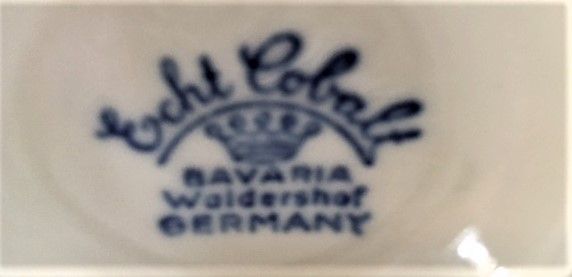 Echt Cobalt
BAVARIA
Waldershof
GERMANY